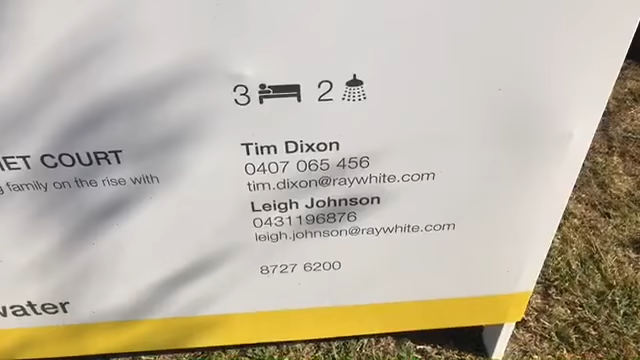 3 2
COURT
family on the rise with
Tim Dixon
0407 065 456
tim.dixon@raywhite.com
Leigh Johnson
0431196876
leigh.johnson@raywhite.com
8727 6200